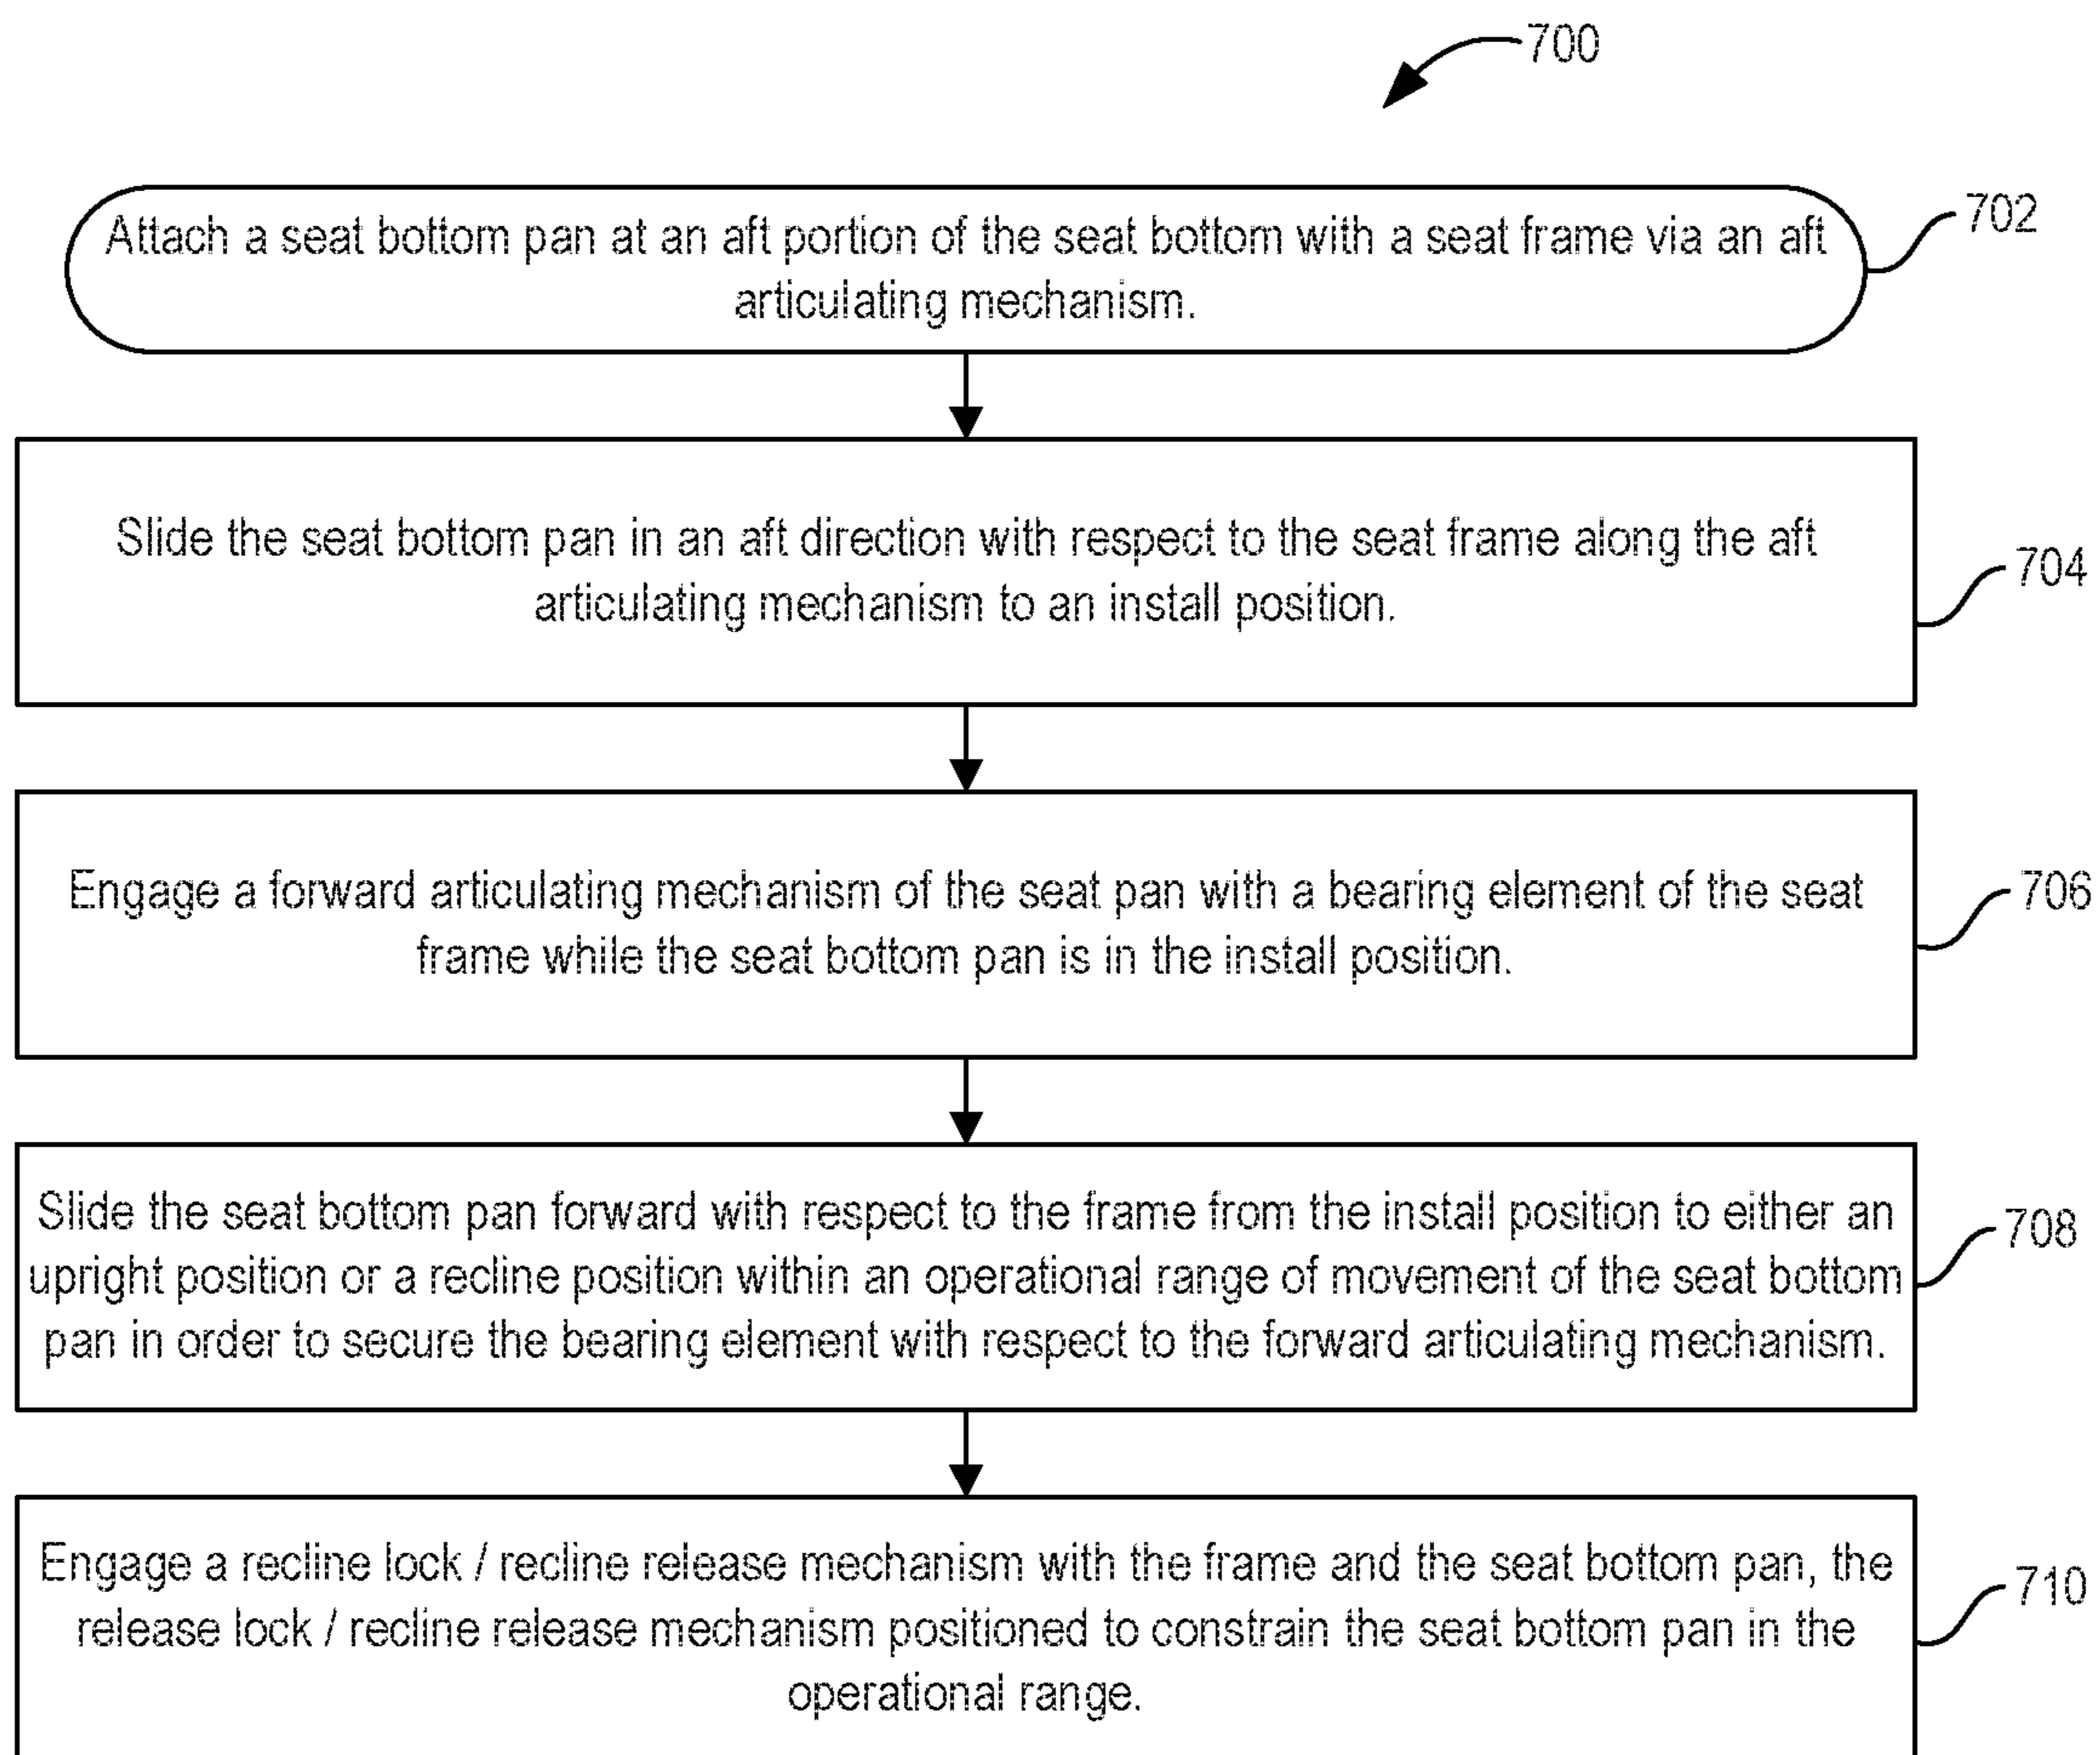 700
Attach a seat bottom pan at an aft portion of the seat bottom with a seat frame via an aft
articulating mechanism.
702
Slide the seat bottom pan in an aft direction with respect to the seat frame along the aft
articulating mechanism to an install position.
704
Engage a forward articulating mechanism of the seat pan with a bearing element of the seat
frame while the seat bottom pan is in the install position.
706
Slide the seat bottom pan forward with respect to the frame from the install position to either an
upright position or a recline position within an operational range of movement of the seat bottom
pan in order to secure the bearing element with respect to the forward articulating mechanism.
708
Engage a recline lock / recline release mechanism with the frame and the seat bottom pan, the
release lock / recline release mechanism positioned to constrain the seat bottom pan in the
operational range.
710